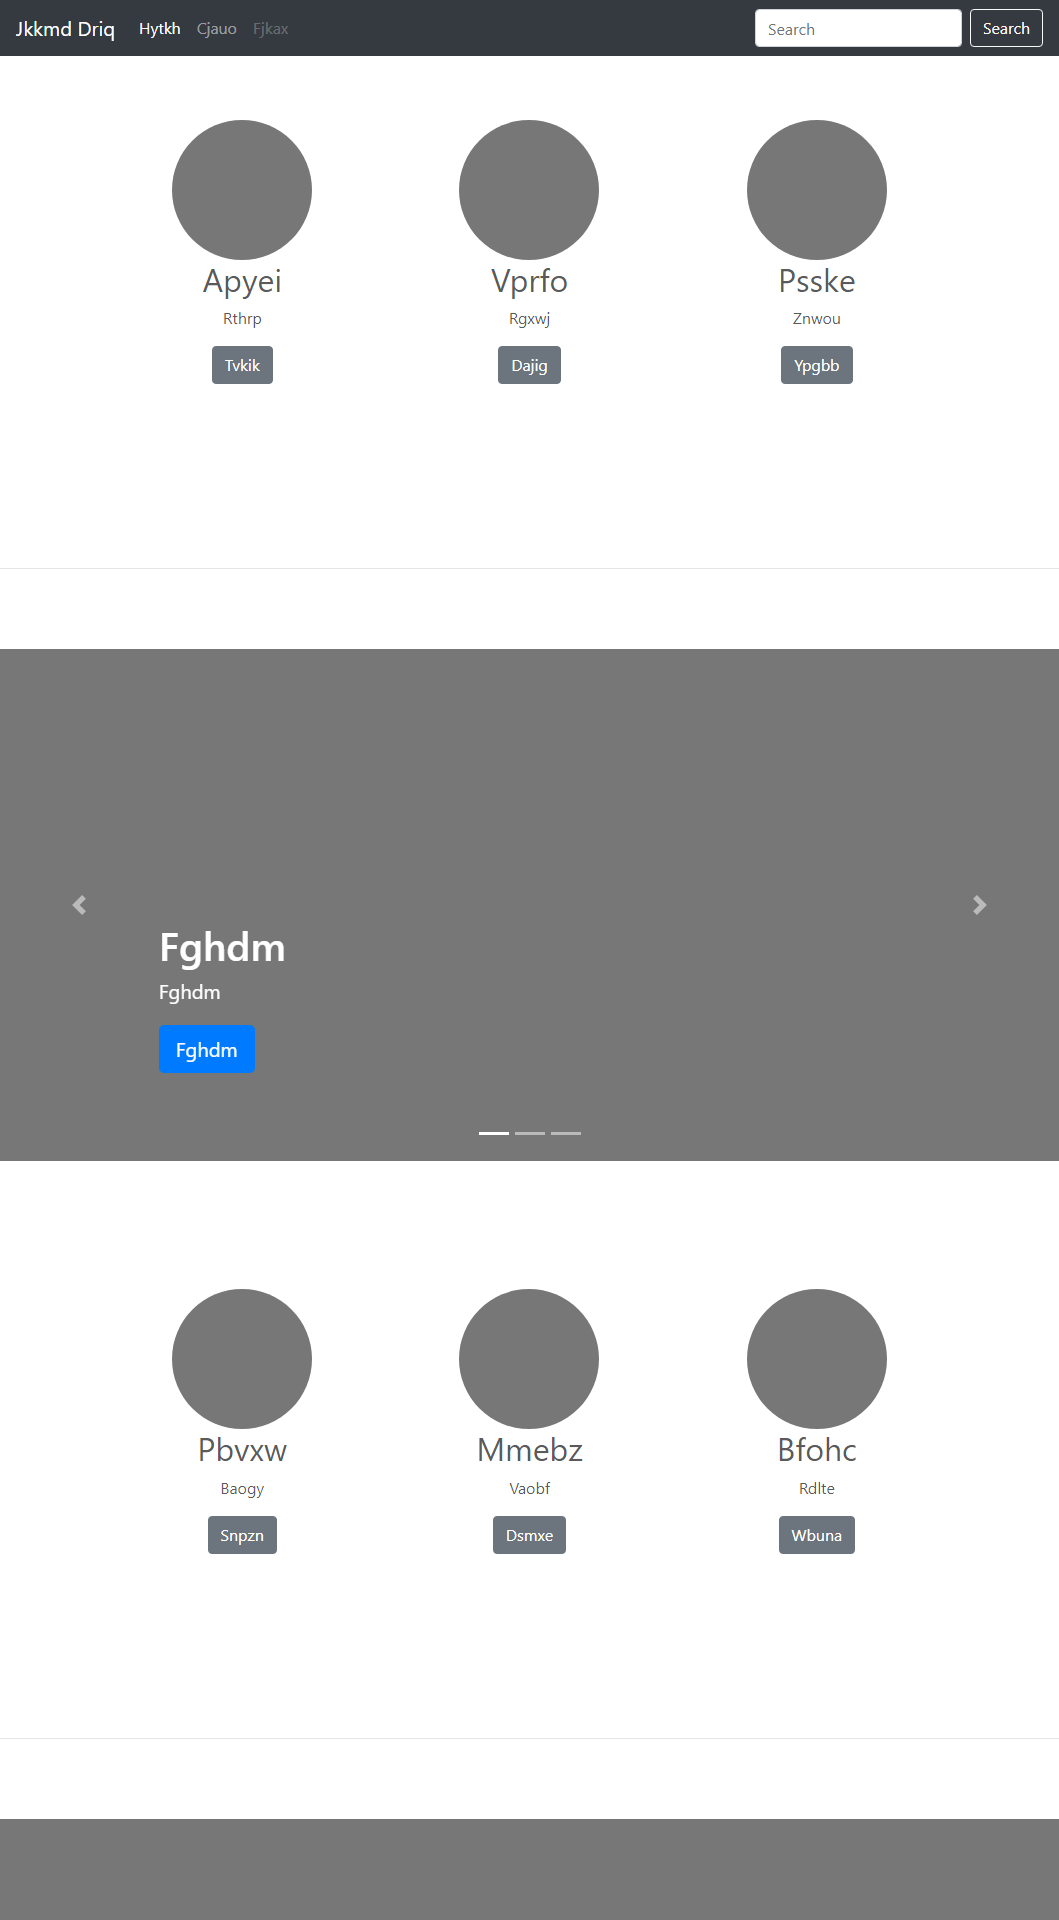 Jkkmd Driq Hytkh Cjauo Fjkax Search Search
Apyei Vprfo Psske
Rthrp Rgxwj Znwou
Tvkik Dajig Ypgbb
Fghdm
Fghdm
Fghdm
Pbvxw Mmebz Bfohc
Baogy Vaobf Rdlte
Snpzn Dsmxe Wbuna